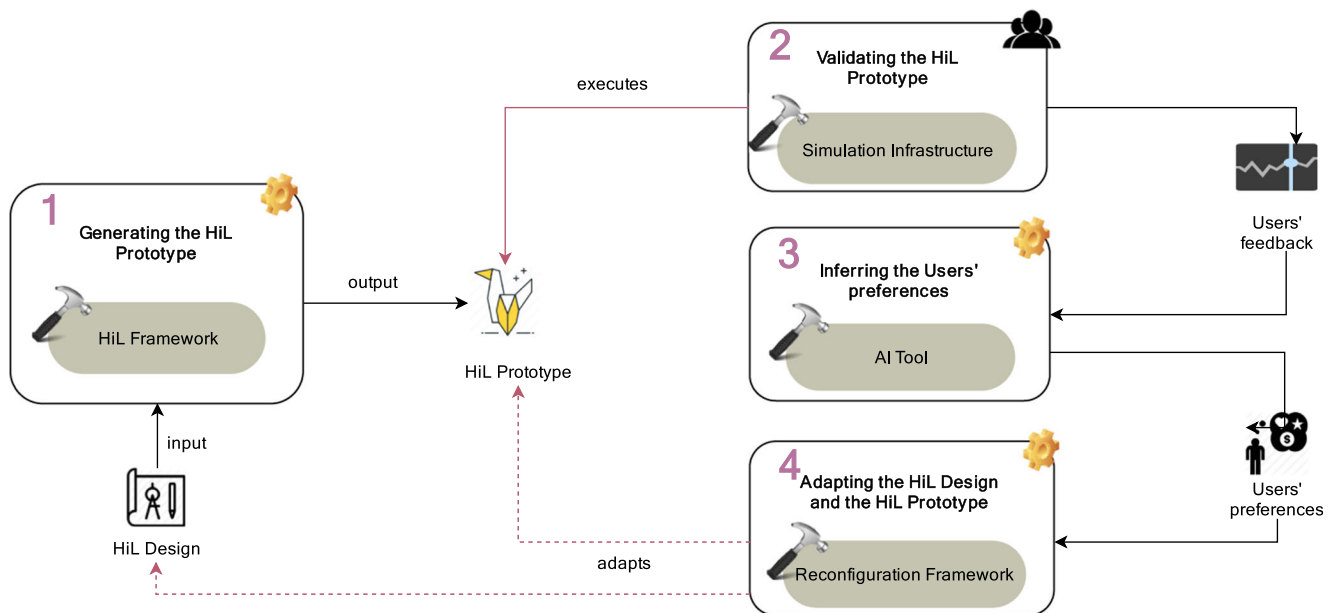 1
Generating the HiL
Prototype
HiL Framework
input
HiL Design
output
HiL Prototype
executes
adapts
2
Validating the HiL
Prototype
Simulation Infrastructure
Users'
feedback
3
Inferring the Users'
preferences
AI Tool
$
Users'
preferences
4
Adapting the HiL Design
and the HiL Prototype
Reconfiguration Framework